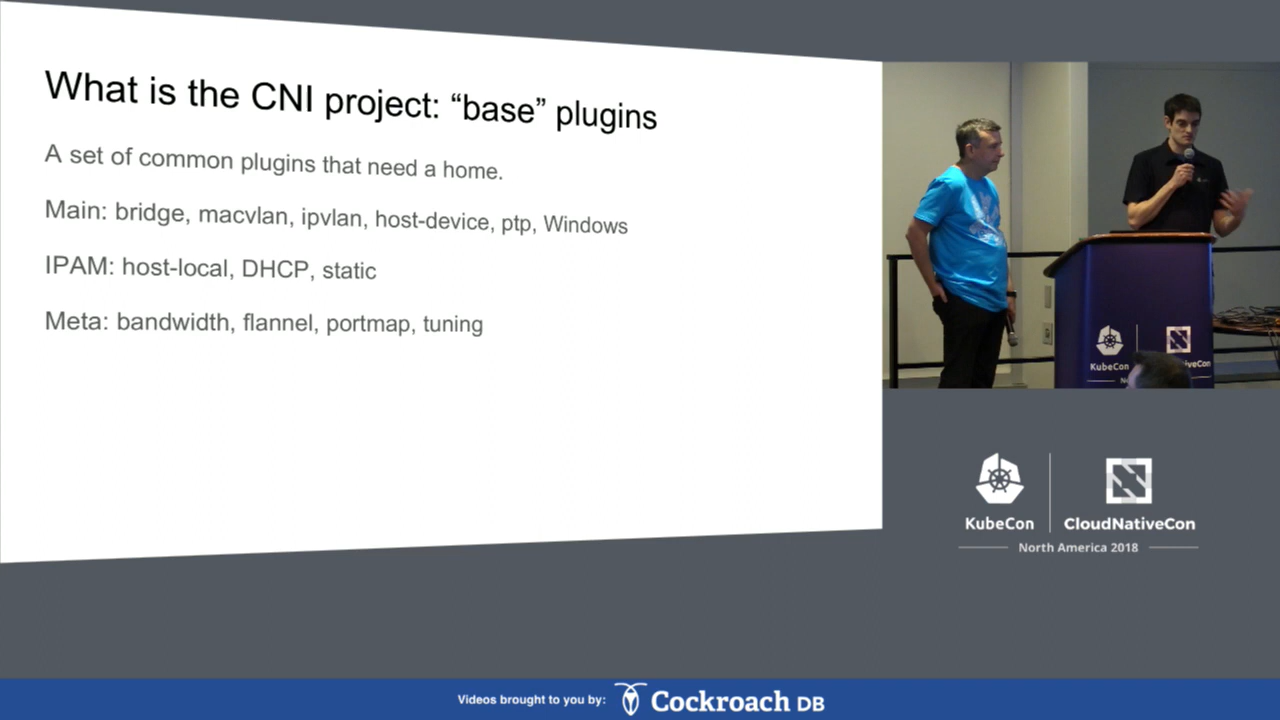 What is the CNI project: “base” plugins
A set of common plugins that need a home.
Main: bridge, macvlan, ipvlan, host-device, ptp, Windows
IPAM: host-local, DHCP, static
Meta: bandwidth, flannel, portmap, tuning
KubeCon
iveCon
KubeCon
CloudNativeCon
North America 2018
Videos brought to you by:
Cockroach DB